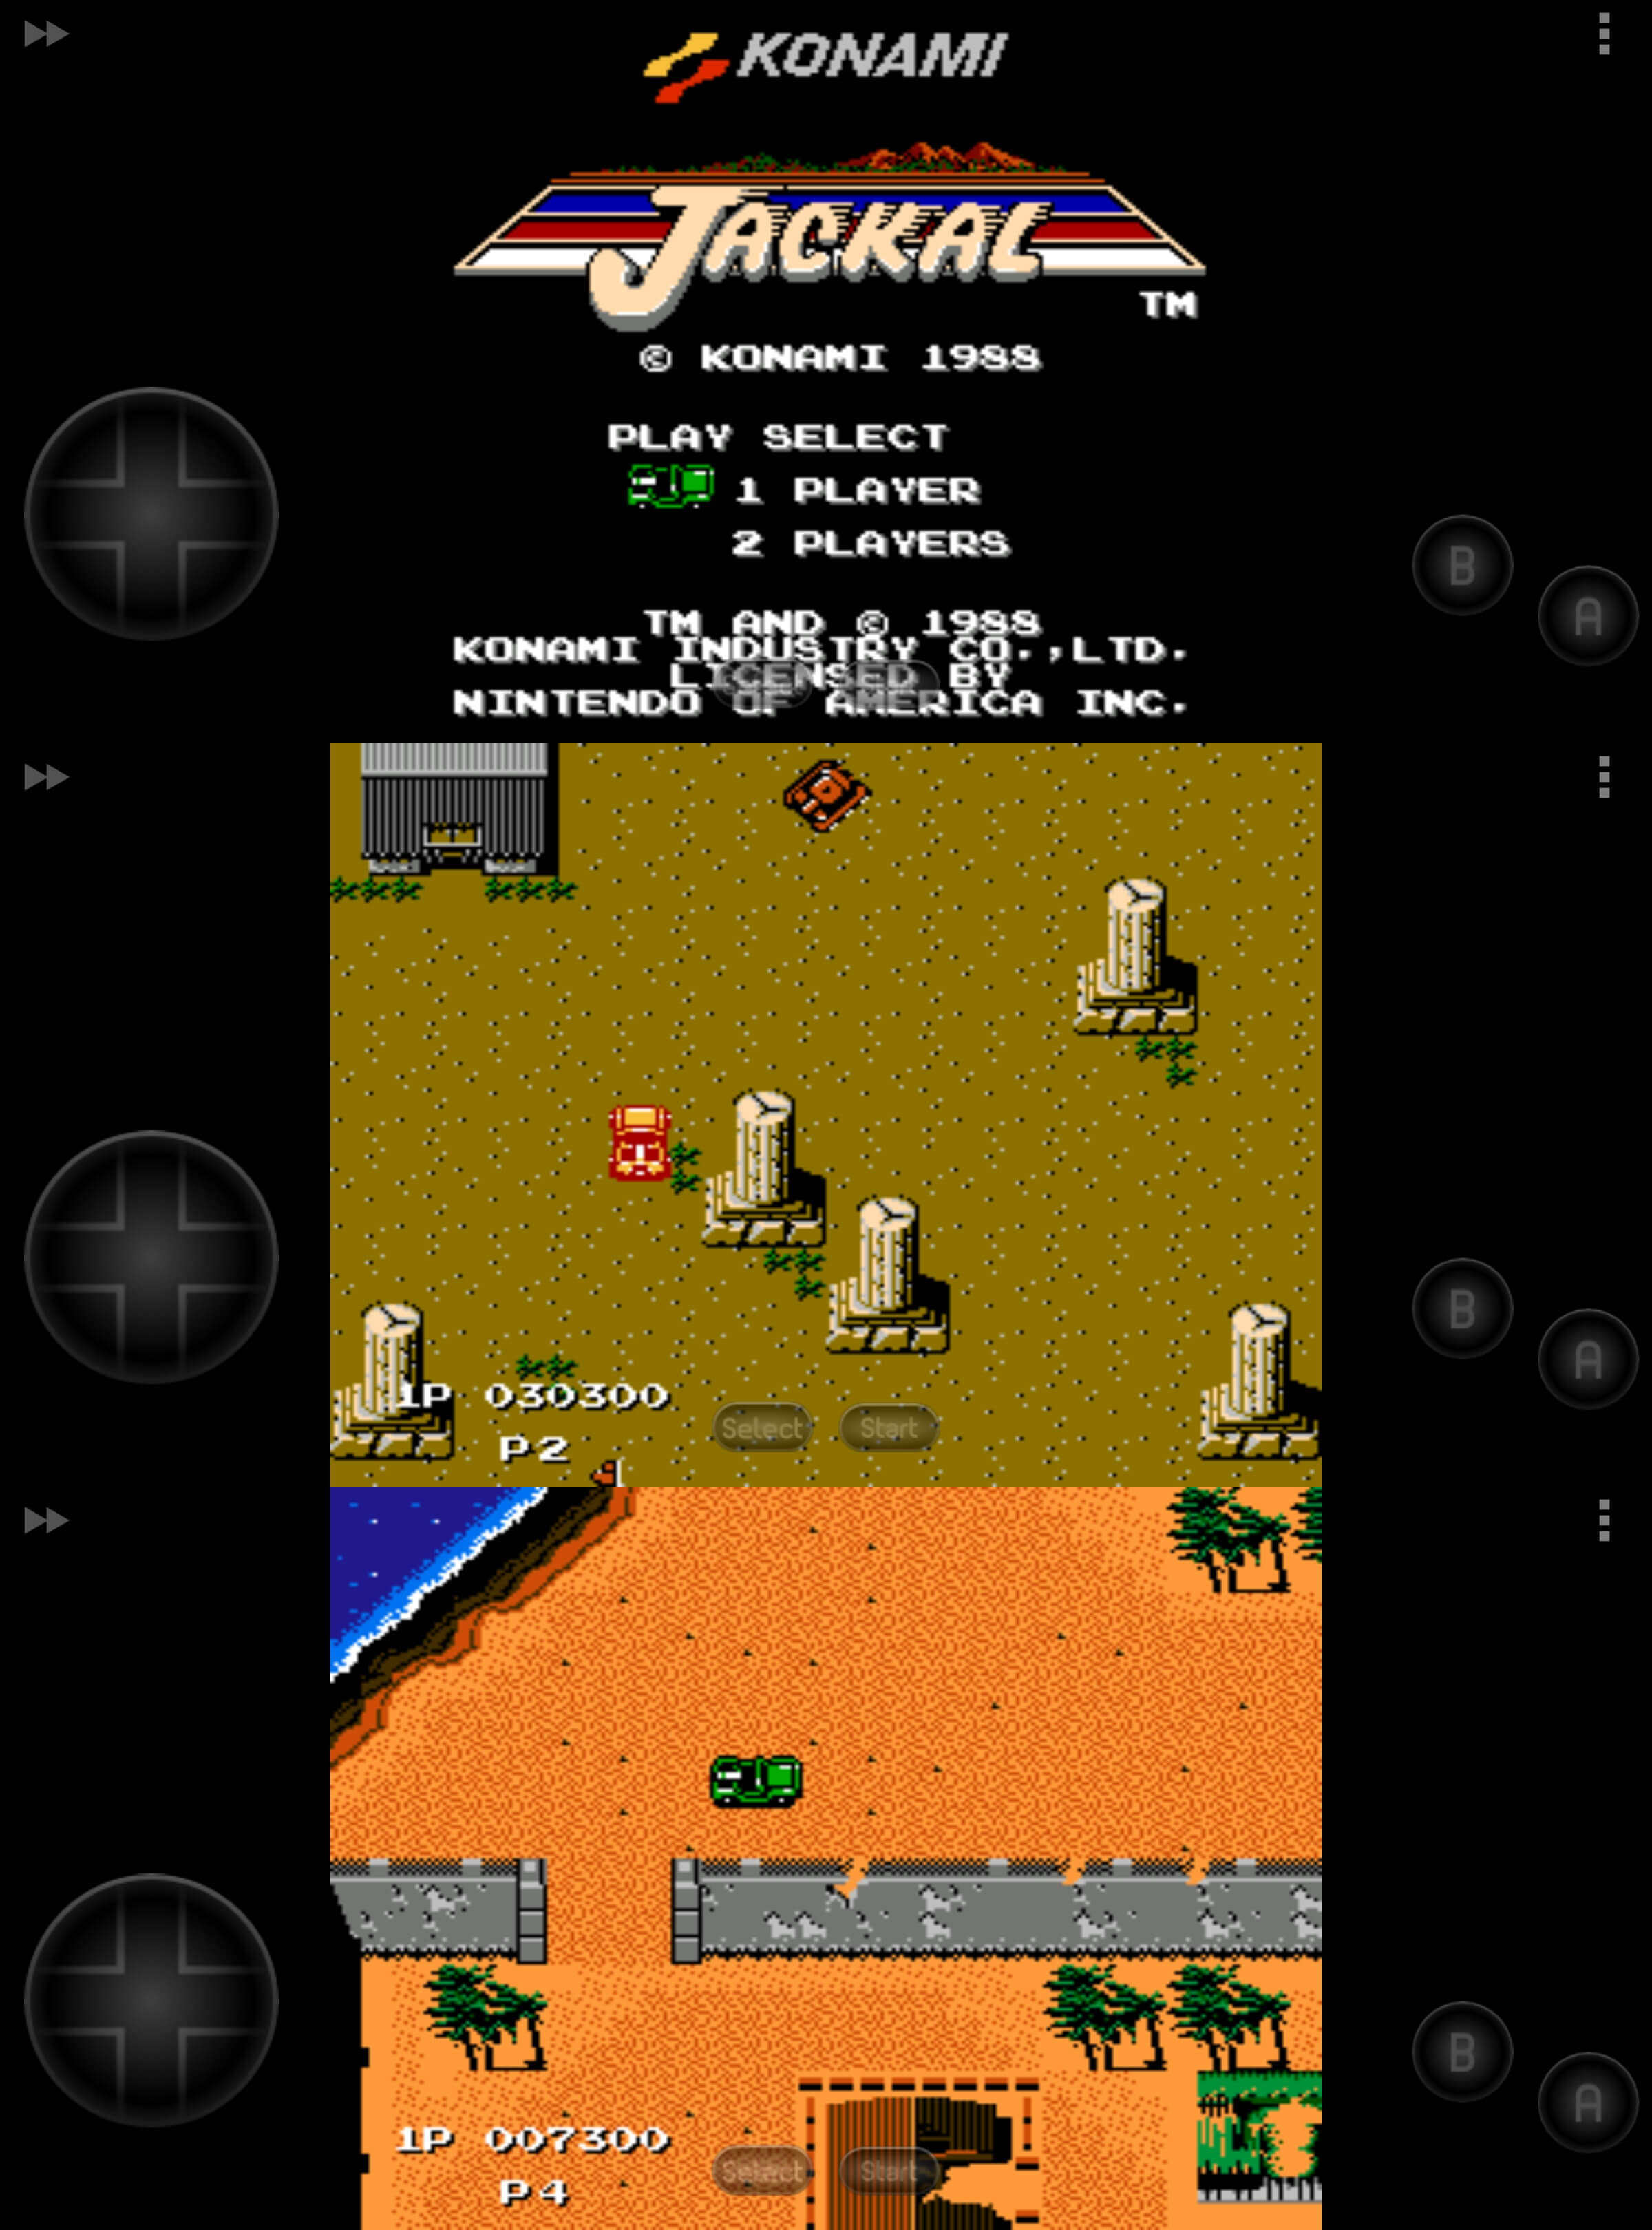 KONAMI
JACKAL
TM
© KONAMI 1988
PLAY SELECT
1 PLAYER
2 PLAYERS
B
A
TM AND © 1988
KONAMI INDUSTRY CO.,LTD.
LICENSED BY
NINTENDO OF AMERICA INC.
B
A
1P 030300
P2
Select Start
B
A
1P 007300
P4
Select Start